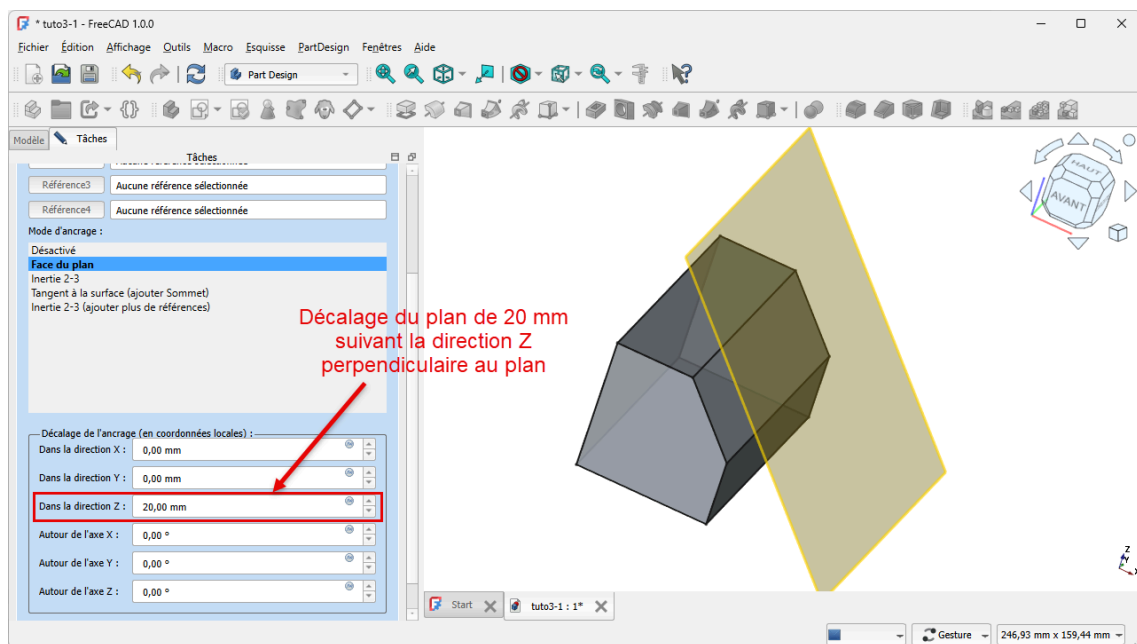 * tuto3-1 - FreeCAD 1.0.0
Fichier Édition Affichage Outils Macro Esquisse PartDesign Fenêtres Aide
Part Design
Modèle Tâches
Tâches
Référence3 Aucune référence sélectionnée
Référence4 Aucune référence sélectionnée
Mode d'ancrage :
Désactivé
Face du plan
Inertie 2-3
Tangent à la surface (ajouter Sommet)
Inertie 2-3 (ajouter plus de références)
Décalage du plan de 20 mm
suivant la direction Z
perpendiculaire au plan
Décalage de l'ancrage (en coordonnées locales) :
Dans la direction X : 0,00 mm
Dans la direction Y : 0,00 mm
Dans la direction Z : 20,00 mm
Autour de l'axe X : 0,00 °
Autour de l'axe Y : 0,00 °
Autour de l'axe Z : 0,00 °
HAUT
AVANT
Z
Y
X
Start tuto3-1 : 1*
Gesture 246,93 mm x 159,44 mm